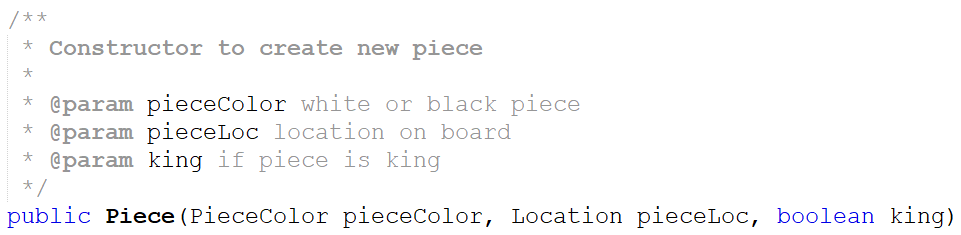 /**
 * Constructor to create new piece
 *
 * @param pieceColor white or black piece
 * @param pieceLoc location on board
 * @param king if piece is king
 */
public Piece(PieceColor pieceColor, Location pieceLoc, boolean king)